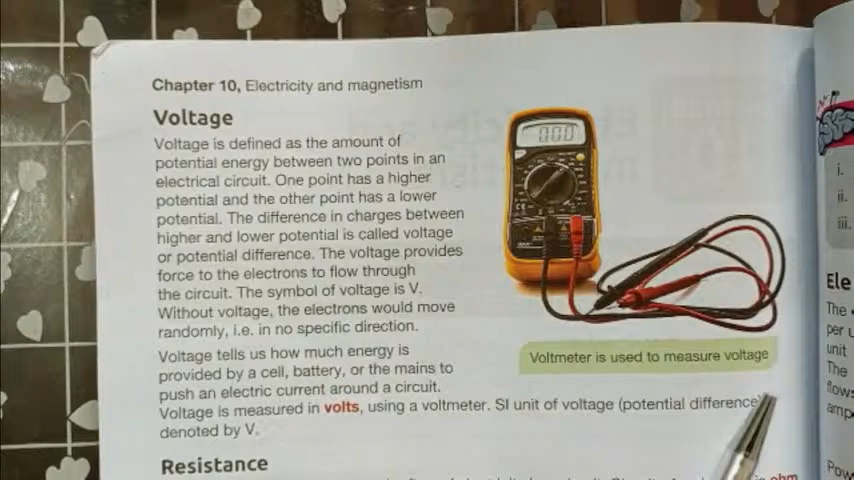 Chapter 10, Electricity and magnetism
Voltage
Voltage is defined as the amount of
potential energy between two points in an
electrical circuit. One point has a higher
potential and the other point has a lower
potential. The difference in charges between
higher and lower potential is called voltage
or potential difference. The voltage provides
force to the electrons to flow through
the circuit. The symbol of voltage is V.
Without voltage, the electrons would move
randomly, i.e. in no specific direction.
Voltage tells us how much energy is
provided by a cell, battery, or the mains to
push an electric current around a circuit.
Voltage is measured in volts, using a voltmeter. SI unit of voltage (potential difference)
denoted by V.
Resistance
000
Voltmeter is used to measure voltage
i.
ii.
iii.
Ele
The
per u
unit
The
flows
amp
Pow
ohm